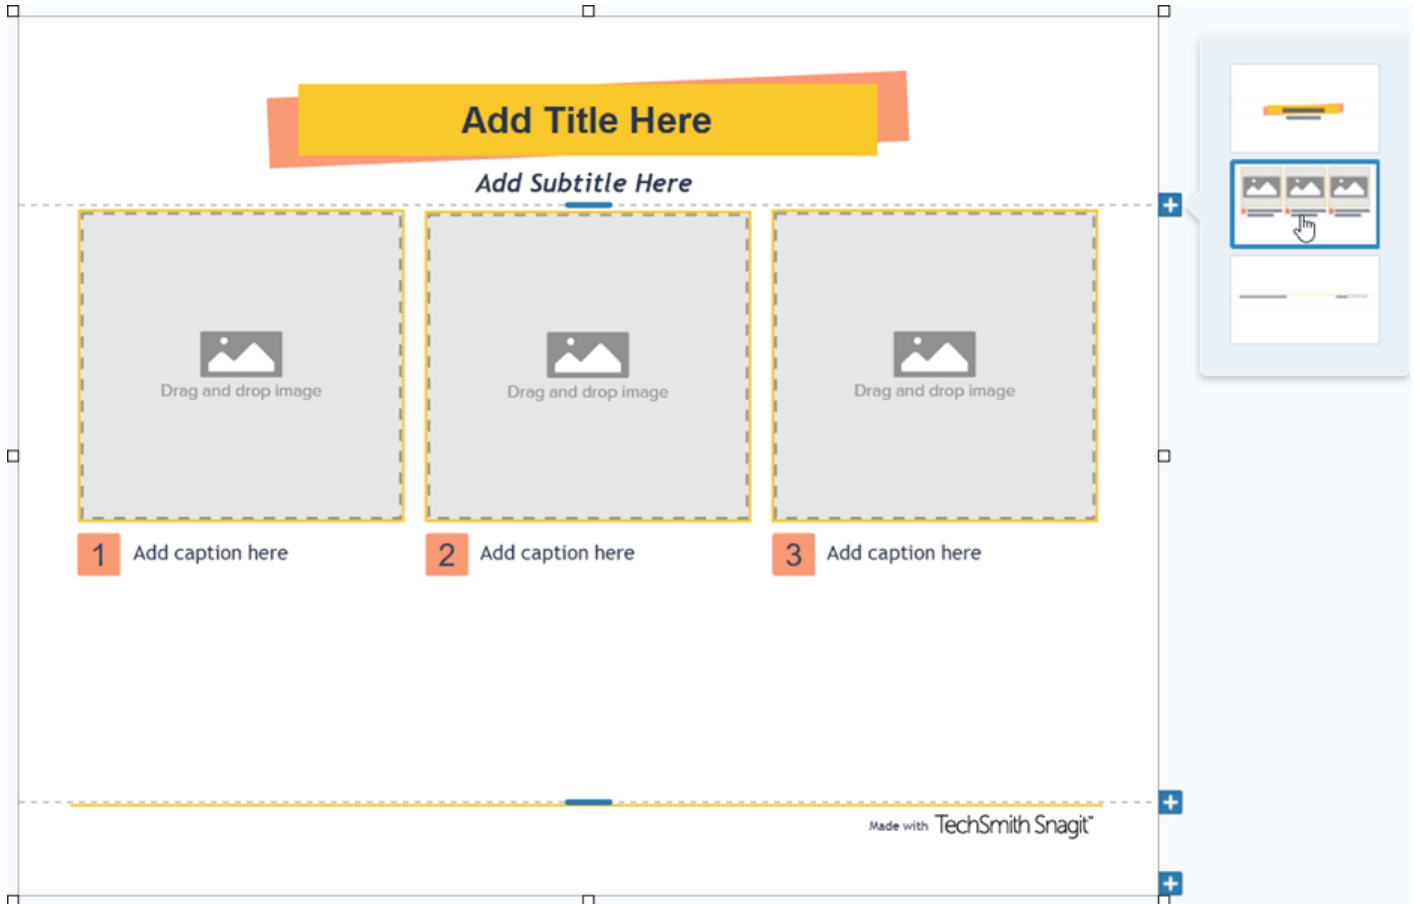 Add Title Here
Add Subtitle Here
Drag and drop image
Drag and drop image
Drag and drop image
1 Add caption here
2 Add caption here
3 Add caption here
Made with TechSmith Snagit™